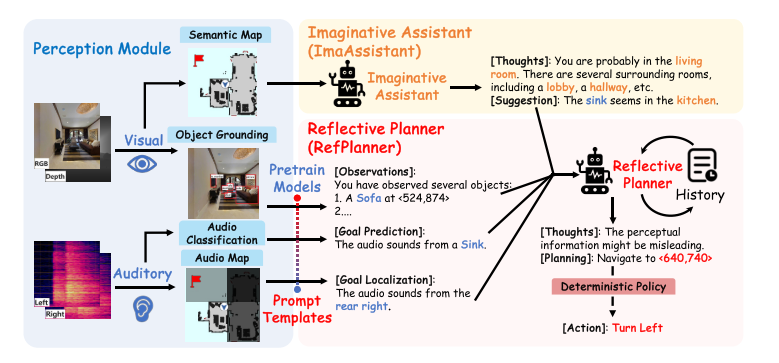 Perception Module
Semantic Map
RGB
Depth
Visual
Object Grounding
Audio
Classification
Auditory
Audio Map
Left
Right
Pretrain
Models
Prompt
Templates
Imaginative Assistant
(ImaAssistant)
Imaginative
Assistant
[Thoughts]: You are probably in the living
room. There are several surrounding rooms,
including a lobby, a hallway, etc.
[Suggestion]: The sink seems in the kitchen.
Reflective Planner
(RefPlanner)
[Observations]:
You have observed several objects:
1. A Sofa at <524,874>
2....
[Goal Prediction]:
The audio sounds from a Sink.
[Goal Localization]:
The audio sounds from the
rear right.
Reflective
Planner
History
[Thoughts]: The perceptual
information might be misleading.
[Planning]: Navigate to <640,740>
Deterministic Policy
[Action]: Turn Left